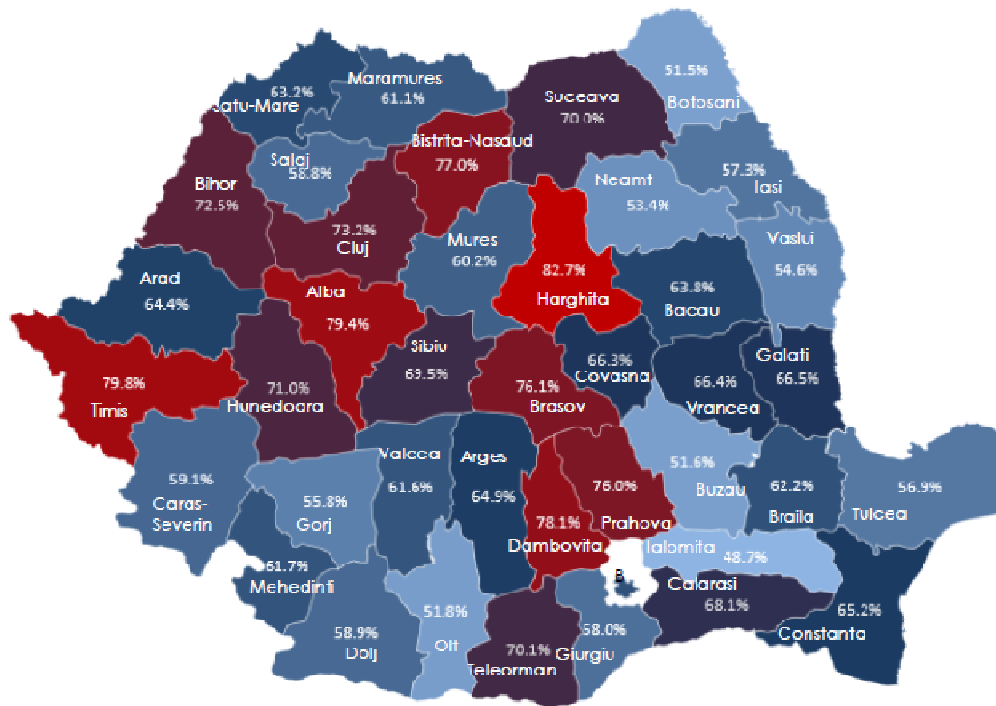 51.5%
Botosani
Maramures
61.1%
63.2%
Satu-Mare
Suceava
70.0%
Bistrita-Nasaud
77.0%
Salaj
58.8%
57.3%
Iasi
Bihor
72.5%
Neamt
53.4%
73.2%
Cluj
Mures
60.2%
Vaslui
54.6%
Arad
64.4%
Alba
79.4%
82.7%
Harghita
63.8%
Bacau
Sibiu
69.5%
66.3%
Covasna
Galati
66.5%
79.8%
Timis
71.0%
Hunedoara
76.1%
Brasov
66.4%
Vrancea
Valcea
61.6%
Arges
64.9%
51.6%
Buzau
59.1%
Caras-
Severin
55.8%
Gorj
76.0%
Prahova
62.2%
Braila
56.9%
Tulcea
78.1%
Dambovita
Ialomita
48.7%
61.7%
Mehedinti
B
Calarasi
68.1%
51.8%
Olt
65.2%
Constanta
58.9%
Dolj
70.1%
Teleorman
58.0%
Giurgiu